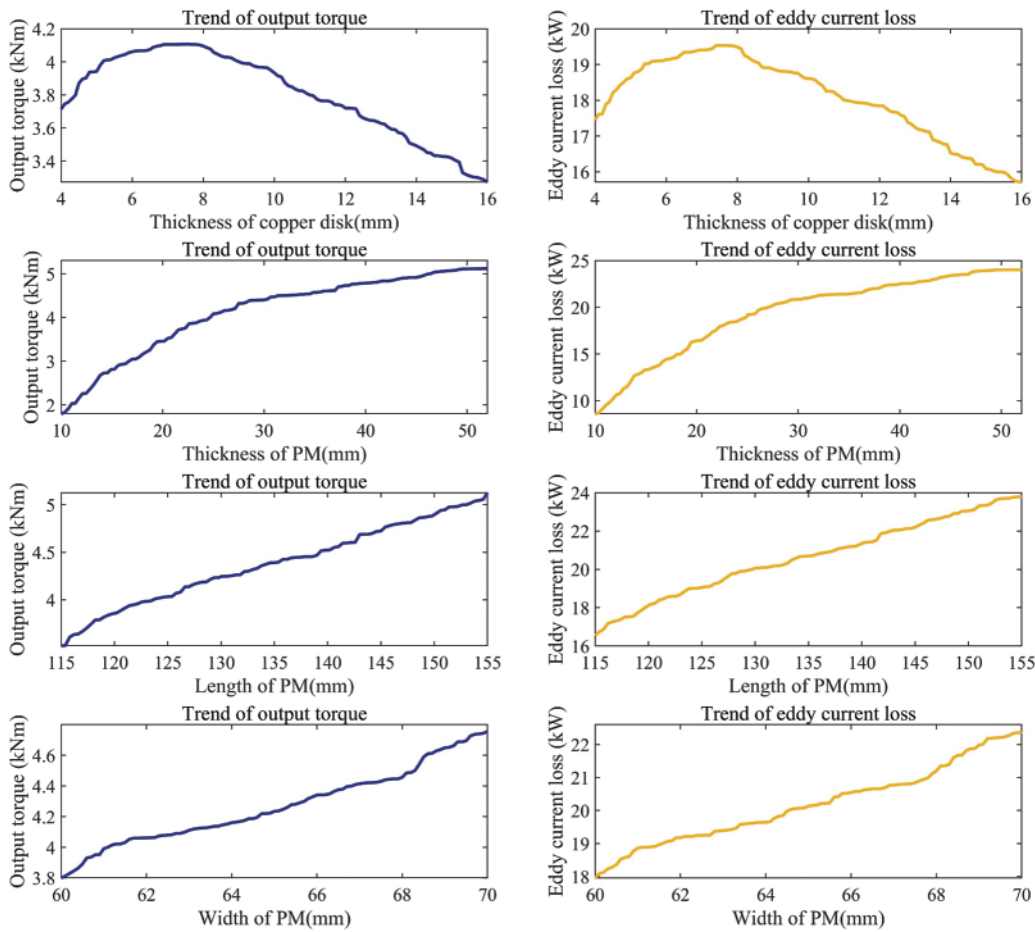 Trend of output torque
Output torque (kNm)
4.2
4
3.8
3.6
3.4
4 6 8 10 12 14 16
Thickness of copper disk(mm)
Trend of eddy current loss
Eddy current loss (kW)
20
19
18
17
16
4 6 8 10 12 14 16
Thickness of copper disk(mm)
Trend of output torque
Output torque (kNm)
5
4
3
2
10 20 30 40 50
Thickness of PM(mm)
Trend of eddy current loss
Eddy current loss (kW)
25
20
15
10
10 20 30 40 50
Thickness of PM(mm)
Trend of output torque
Output torque (kNm)
5
4.5
4
115 120 125 130 135 140 145 150 155
Length of PM(mm)
Trend of eddy current loss
Eddy current loss (kW)
24
22
20
18
16
115 120 125 130 135 140 145 150 155
Length of PM(mm)
Trend of output torque
Output torque (kNm)
4.6
4.4
4.2
4
3.8
60 62 64 66 68 70
Width of PM(mm)
Trend of eddy current loss
Eddy current loss (kW)
22
21
20
19
18
60 62 64 66 68 70
Width of PM(mm)